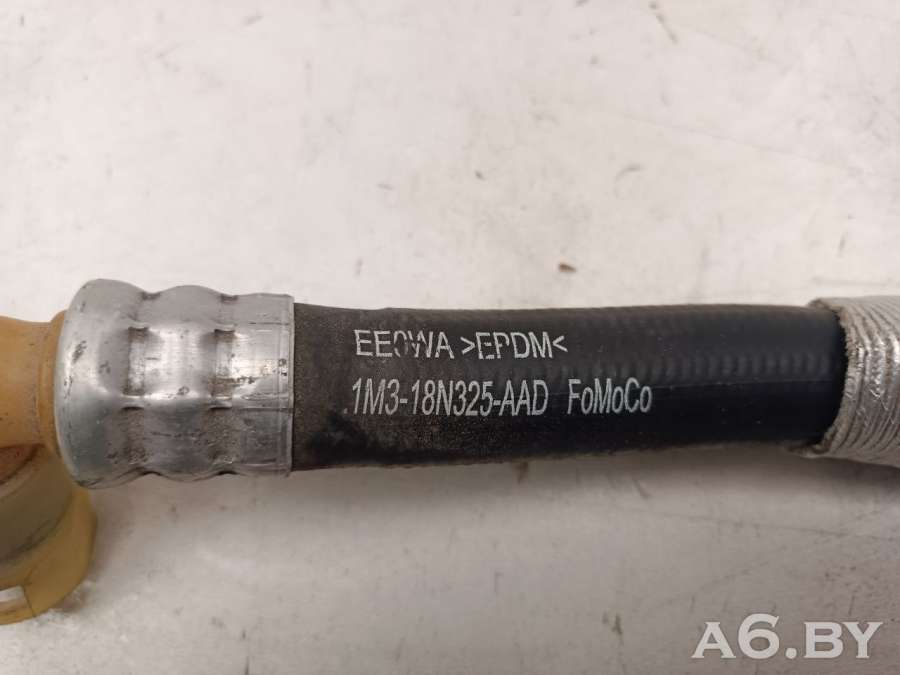 EE0WA >EPDM<
1M3-18N325-AAD FoMoCo
A6.BY